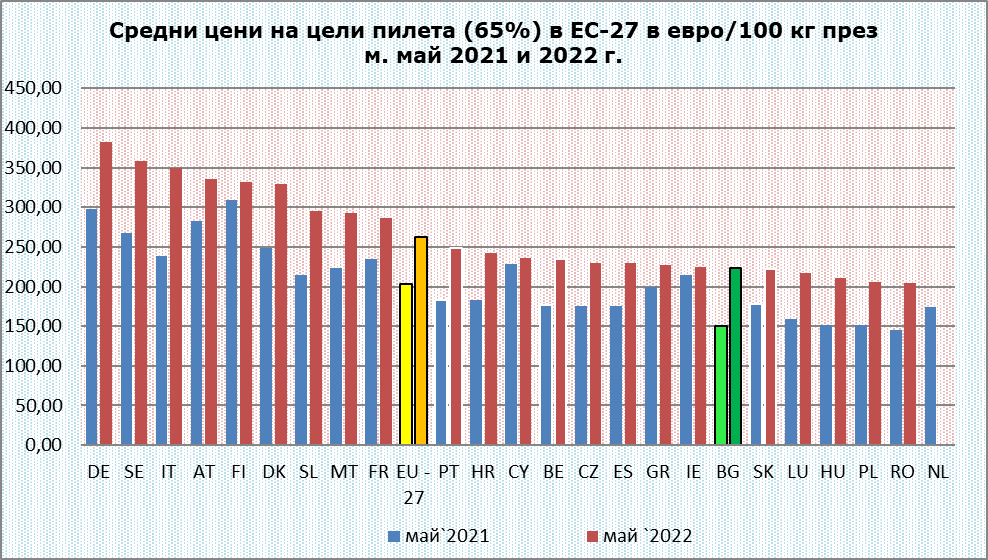 Средни цени на цели пилета (65%) в ЕС-27 в евро/100 кг през
м. май 2021 и 2022 г.
450,00
400,00
350,00
300,00
250,00
200,00
150,00
100,00
50,00
0,00
DE SE IT AT FI DK SL MT FR EU - PT HR CY BE CZ ES GR IE BG SK LU HU PL RO NL
27
май`2021 май `2022